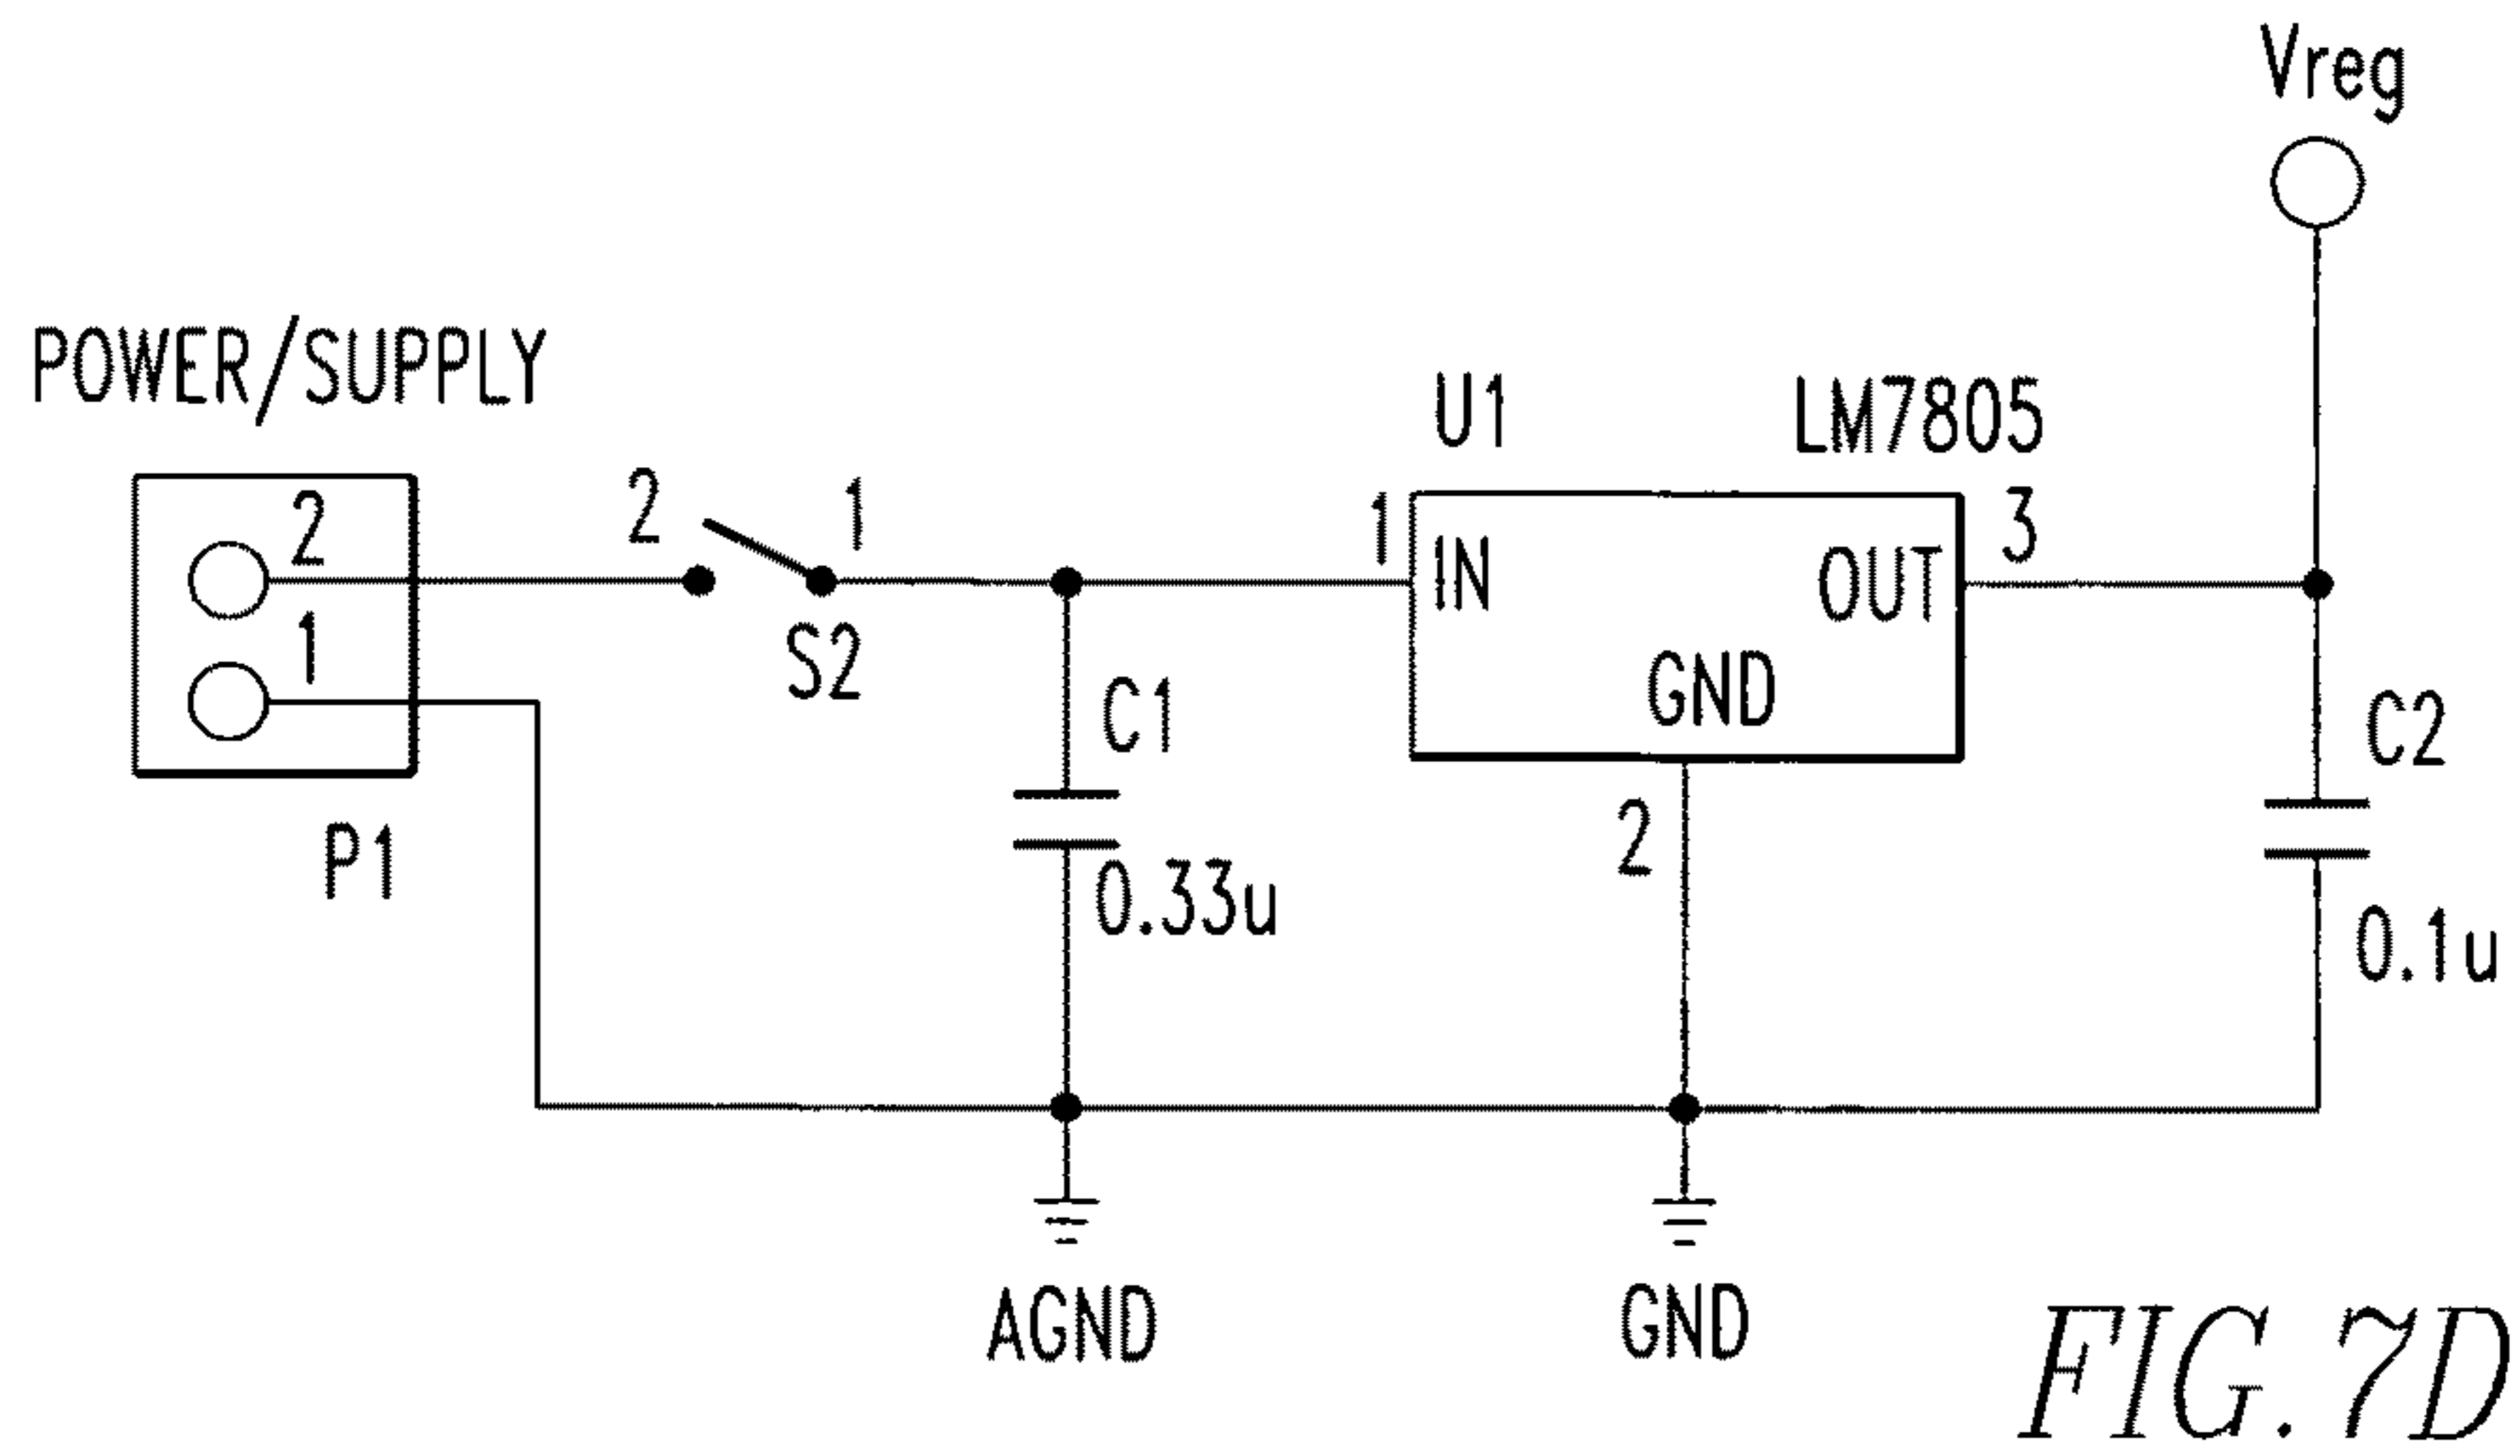 Vreg
POWER/SUPPLY
U1 LM7805
2
2
1
1
3
IN
OUT
1
S2
GND
C1
C2
2
P1
0.33u
0.1u
AGND
GND
FIG. 7D